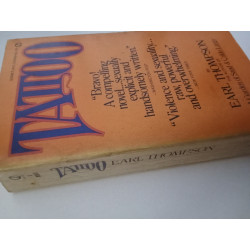 TATTOO
"Bravo!
A compelling
novel...sexually
explicit and
handsomely written."
"Violence and sexuality...
raw, powerful
and overwhelming."
EARL THOMPSON
TATTOO EARL THOMPSON